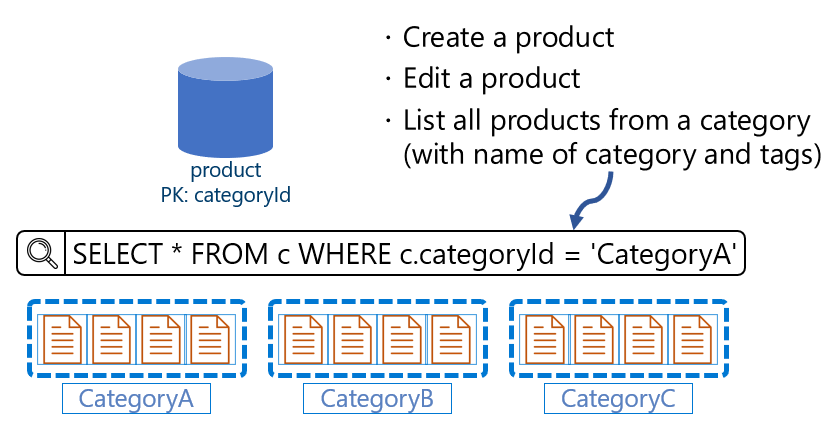 · Create a product
· Edit a product
· List all products from a category
(with name of category and tags)
product
PK: categoryId
SELECT * FROM c WHERE c.categoryId = 'CategoryA'
CategoryA
CategoryB
CategoryC